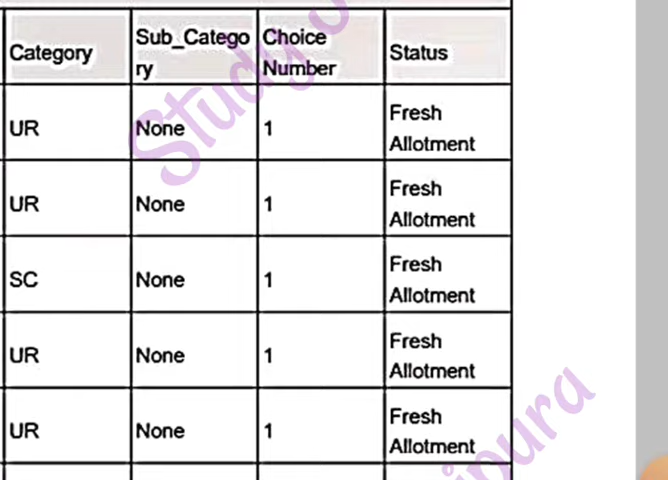 Category Sub_Catego Choice Status
ry Number
UR None 1 Fresh
Allotment
UR None 1 Fresh
Allotment
SC None 1 Fresh
Allotment
UR None 1 Fresh
Allotment
UR None 1 Fresh
Allotment
Study